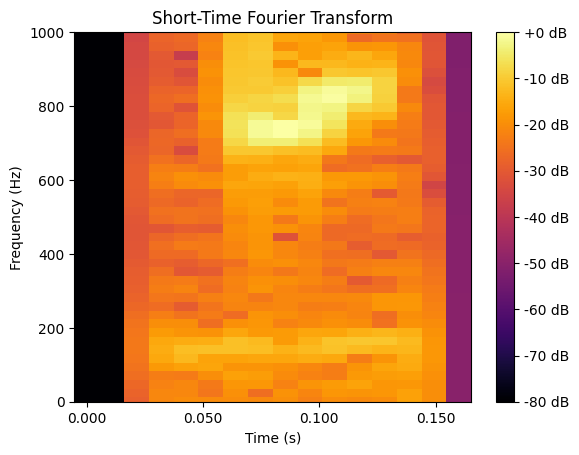 Short-Time Fourier Transform
1000
800
600
400
200
0
Frequency (Hz)
0.000
0.050
0.100
0.150
Time (s)
+0 dB
-10 dB
-20 dB
-30 dB
-40 dB
-50 dB
-60 dB
-70 dB
-80 dB